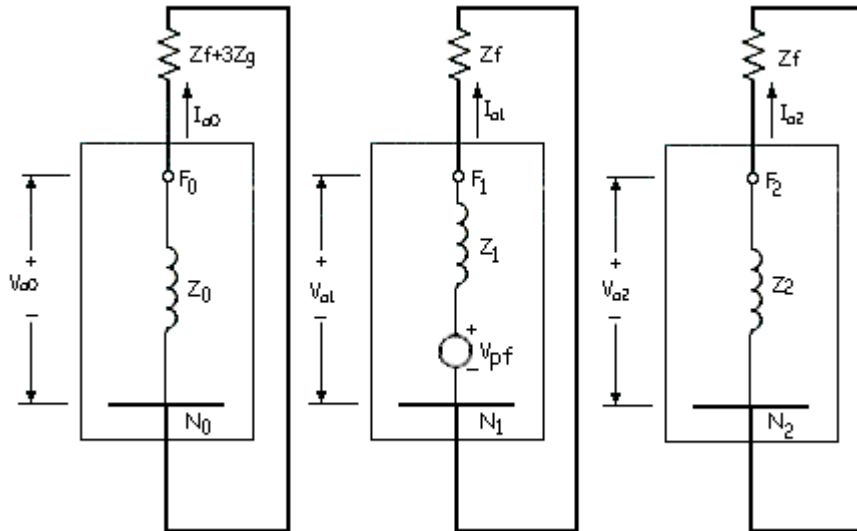 Zf+3Zg
Zf
Zf
Ia0
Ia1
Ia2
F0
F1
F2
+
Va0
−
+
Va1
−
+
Va2
−
Z0
Z1
Z2
+
Vpf
−
N0
N1
N2